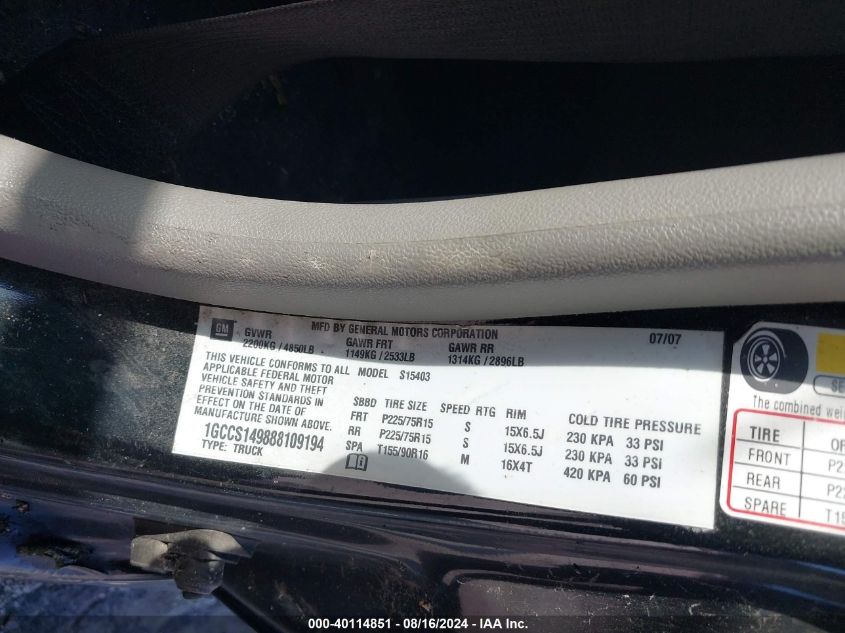 GM
MFD BY GENERAL MOTORS CORPORATION 07/07
GVWR GAWR FRT GAWR RR
2200KG / 4850LB 1149KG / 2533LB 1314KG / 2896LB
THIS VEHICLE CONFORMS TO ALL
APPLICABLE FEDERAL MOTOR
VEHICLE SAFETY AND THEFT
PREVENTION STANDARDS IN
EFFECT ON THE DATE OF
MANUFACTURE SHOWN ABOVE.
1GCCS149888109194
TYPE: TRUCK
MODEL S15403
SBBD TIRE SIZE SPEED RTG RIM COLD TIRE PRESSURE
FRT P225/75R15 S 15X6.5J 230 KPA 33 PSI
RR P225/75R15 S 15X6.5J 230 KPA 33 PSI
SPA T155/90R16 M 16X4T 420 KPA 60 PSI
The combined
TIRE
FRONT
REAR
SPARE
000-40114851 - 08/16/2024 - IAA Inc.